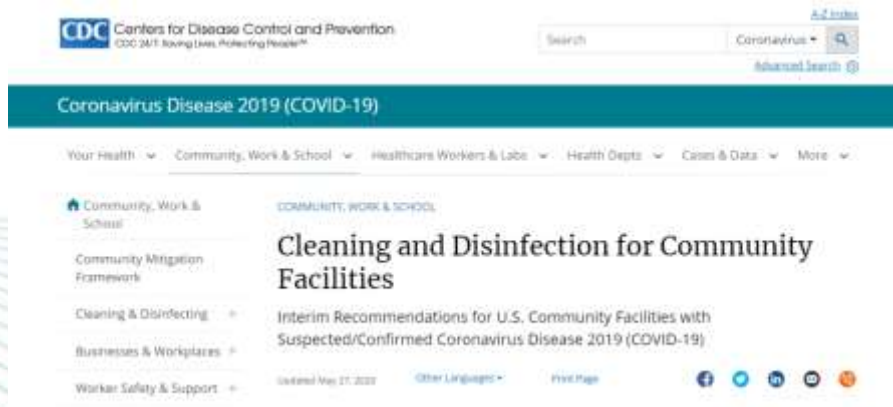 A-Z Index
CDC Centers for Disease Control and Prevention
CDC 24/7: Saving Lives, Protecting People™
Search
Coronavirus
Advanced Search
Coronavirus Disease 2019 (COVID-19)
Your Health Community, Work & School Healthcare Workers & Labs Health Depts Cases & Data More
Community, Work & School
Community Mitigation Framework
Cleaning & Disinfecting +
Businesses & Workplaces +
Worker Safety & Support +
COMMUNITY, WORK & SCHOOL
Cleaning and Disinfection for Community
Facilities
Interim Recommendations for U.S. Community Facilities with
Suspected/Confirmed Coronavirus Disease 2019 (COVID-19)
Updated May 27, 2020 Other Languages Print Page